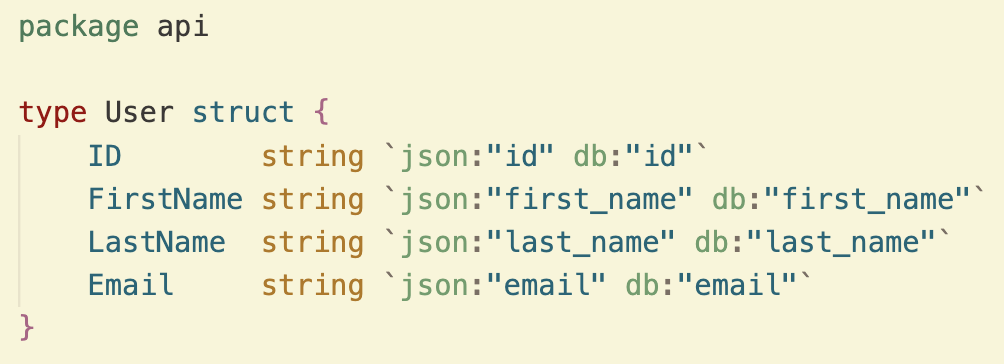 package api
type User struct {
    ID        string `json:"id" db:"id"`
    FirstName string `json:"first_name" db:"first_name"`
    LastName  string `json:"last_name" db:"last_name"`
    Email     string `json:"email" db:"email"`
}